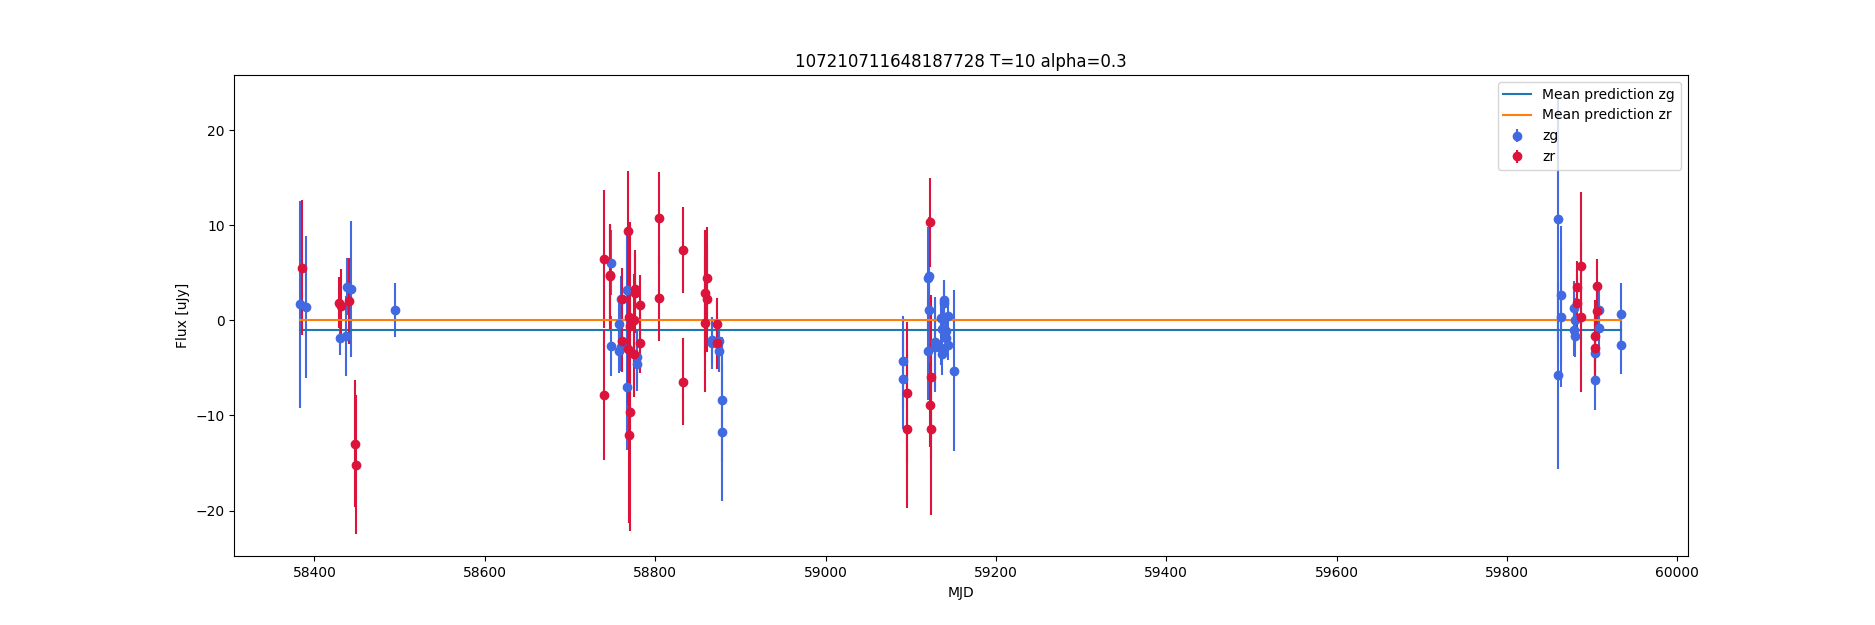 107210711648187728 T=10 alpha=0.3
Mean prediction zg
Mean prediction zr
zg
zr
Flux [uJy]
20
10
0
−10
−20
58400 58600 58800 59000 59200 59400 59600 59800 60000
MJD